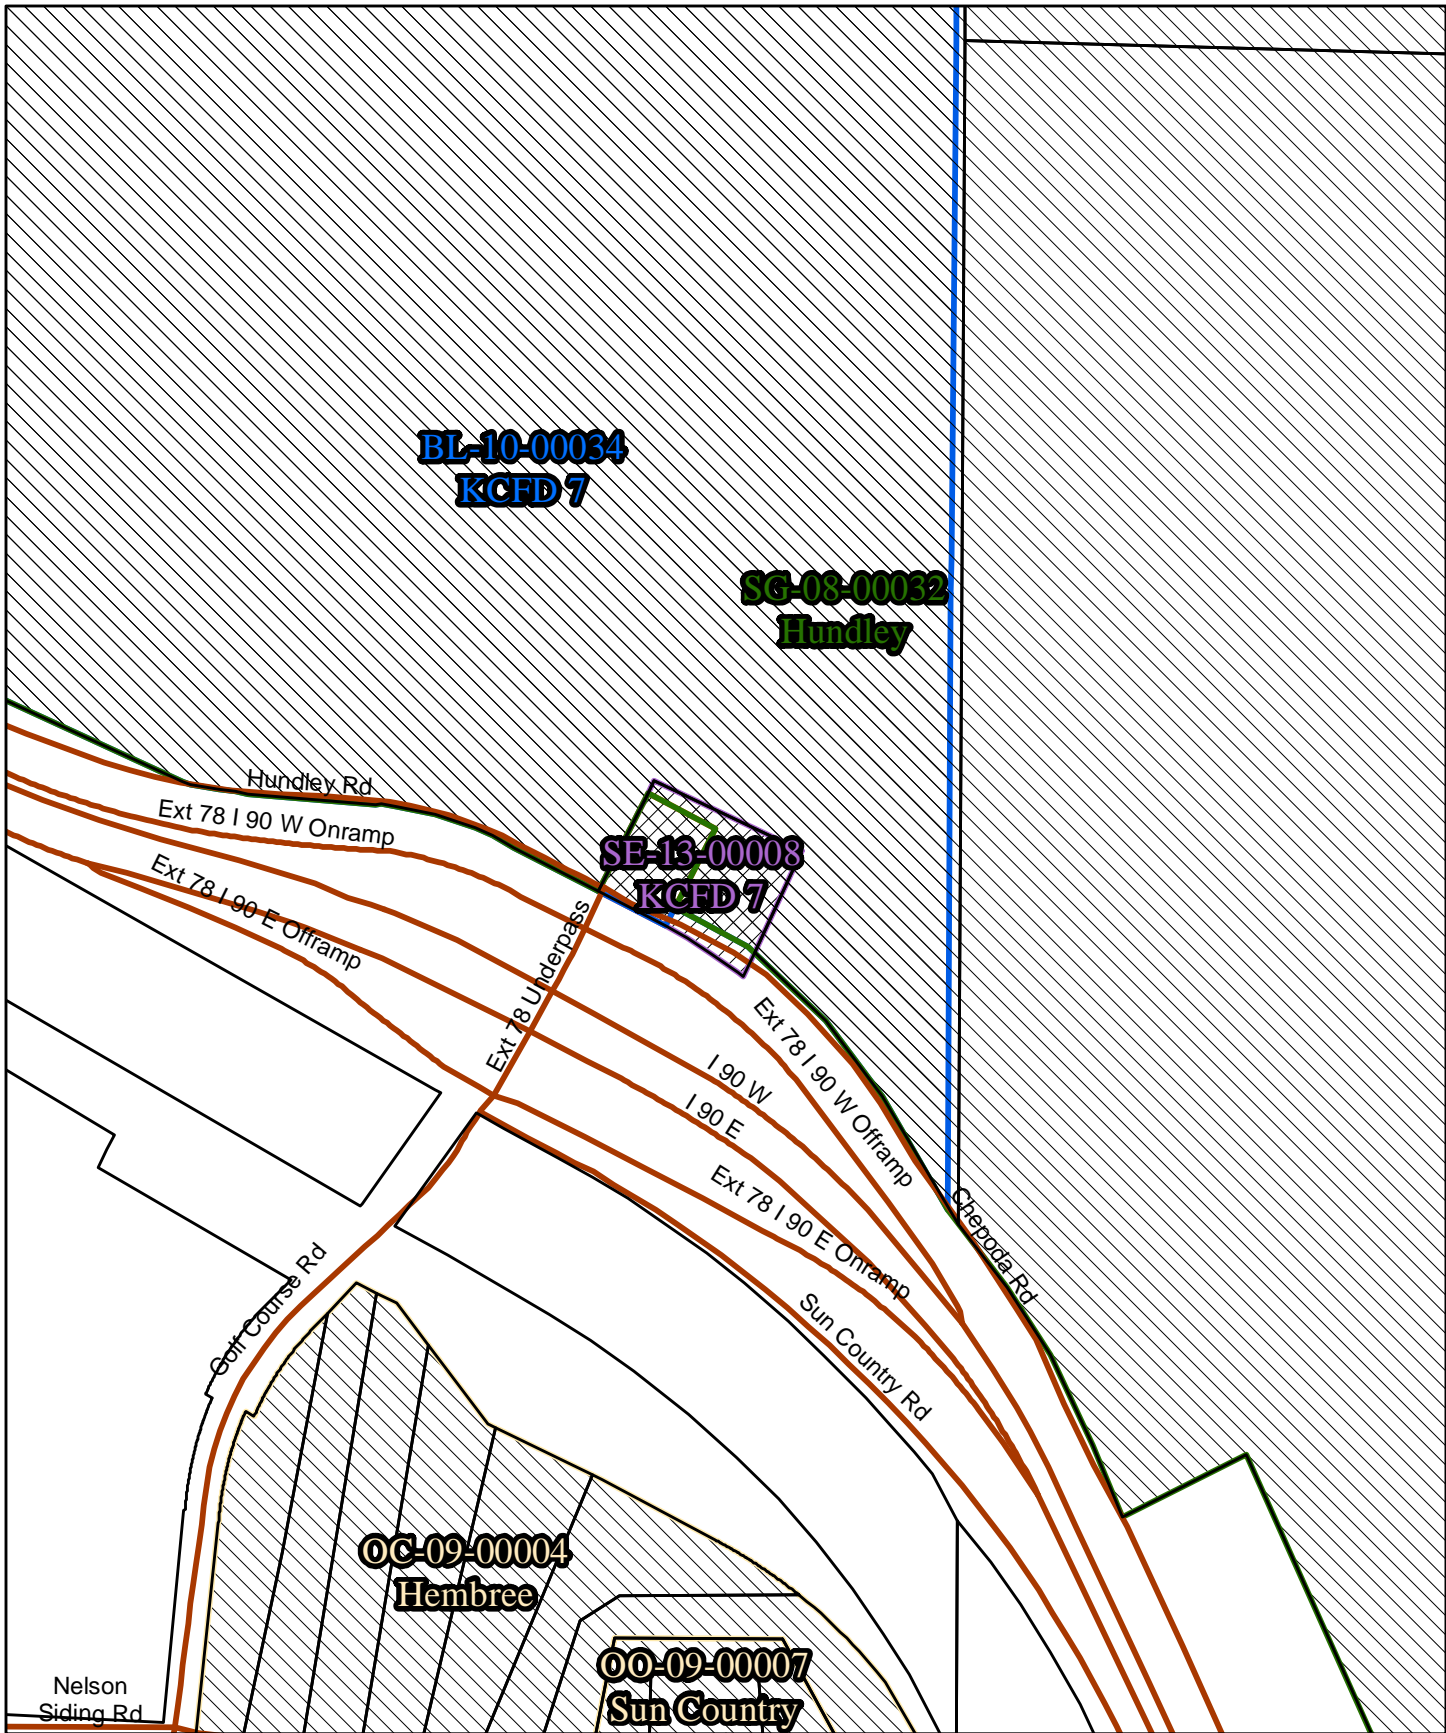 BL-10-00034
KCFD 7
SG-08-00032
Hundley
Hundley Rd
Ext 78 I 90 W Onramp
SE-13-00008
KCFD 7
Ext 78 I 90 E Offramp
Ext 78 Underpass
Ext 78 I 90 W Offramp
I 90 W
I 90 E
Ext 78 I 90 E Onramp
Chepoda Rd
Golf Course Rd
Sun Country Rd
OC-09-00004
Hembree
OO-09-00007
Sun Country
Nelson
Siding Rd